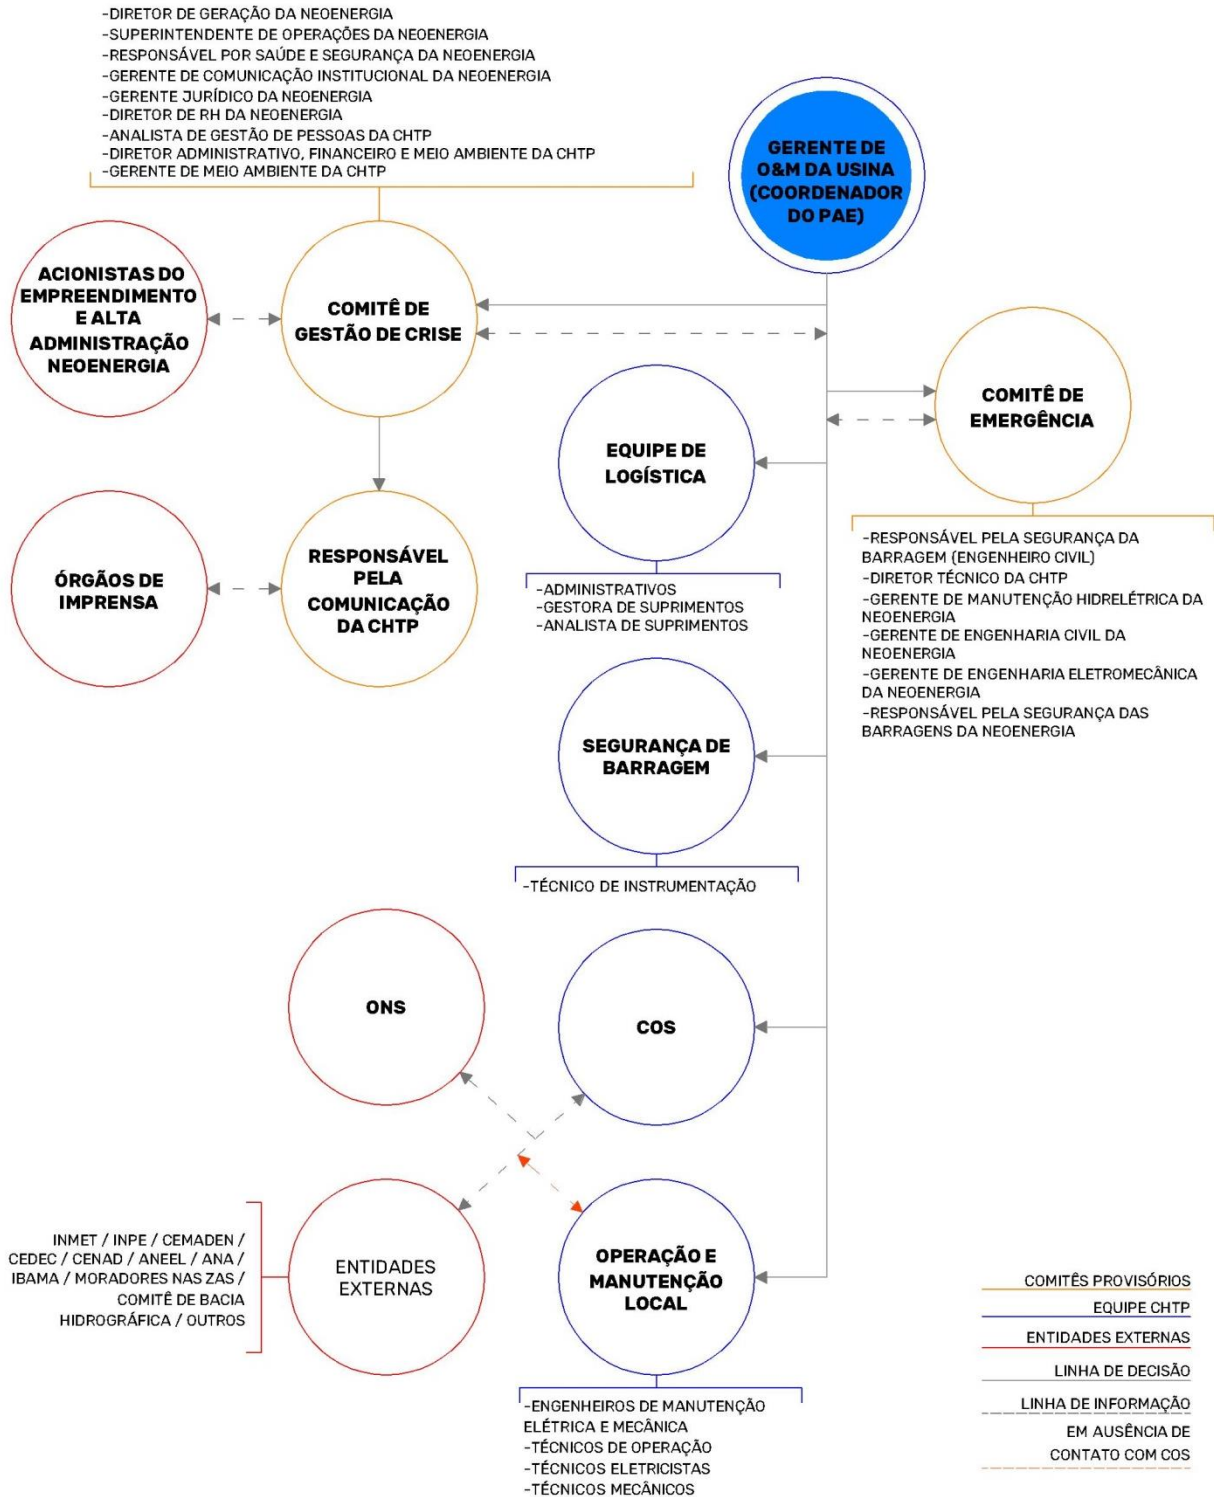 -DIRETOR DE GERAÇÃO DA NEOENERGIA
-SUPERINTENDENTE DE OPERAÇÕES DA NEOENERGIA
-RESPONSÁVEL POR SAÚDE E SEGURANÇA DA NEOENERGIA
-GERENTE DE COMUNICAÇÃO INSTITUCIONAL DA NEOENERGIA
-GERENTE JURÍDICO DA NEOENERGIA
-DIRETOR DE RH DA NEOENERGIA
-ANALISTA DE GESTÃO DE PESSOAS DA CHTP
-DIRETOR ADMINISTRATIVO, FINANCEIRO E MEIO AMBIENTE DA CHTP
-GERENTE DE MEIO AMBIENTE DA CHTP
GERENTE DE
O&M DA USINA
(COORDENADOR
DO PAE)
ACIONISTAS DO
EMPREENDIMENTO
E ALTA
ADMINISTRAÇÃO
NEOENERGIA
COMITÊ DE
GESTÃO DE CRISE
COMITÊ DE
EMERGÊNCIA
-RESPONSÁVEL PELA SEGURANÇA DA
BARRAGEM (ENGENHEIRO CIVIL)
-DIRETOR TÉCNICO DA CHTP
-GERENTE DE MANUTENÇÃO HIDRELÉTRICA DA
NEOENERGIA
-GERENTE DE ENGENHARIA CIVIL DA
NEOENERGIA
-GERENTE DE ENGENHARIA ELETROMECÂNICA
DA NEOENERGIA
-RESPONSÁVEL PELA SEGURANÇA DAS
BARRAGENS DA NEOENERGIA
EQUIPE DE
LOGÍSTICA
-ADMINISTRATIVOS
-GESTORA DE SUPRIMENTOS
-ANALISTA DE SUPRIMENTOS
ÓRGÃOS DE
IMPRENSA
RESPONSÁVEL
PELA
COMUNICAÇÃO
DA CHTP
SEGURANÇA DE
BARRAGEM
-TÉCNICO DE INSTRUMENTAÇÃO
ONS
COS
INMET / INPE / CEMADEN /
CEDEC / CENAD / ANEEL / ANA /
IBAMA / MORADORES NAS ZAS /
COMITÊ DE BACIA
HIDROGRÁFICA / OUTROS
ENTIDADES
EXTERNAS
OPERAÇÃO E
MANUTENÇÃO
LOCAL
-ENGENHEIROS DE MANUTENÇÃO
ELÉTRICA E MECÂNICA
-TÉCNICOS DE OPERAÇÃO
-TÉCNICOS ELETRICISTAS
-TÉCNICOS MECÂNICOS
COMITÊS PROVISÓRIOS
EQUIPE CHTP
ENTIDADES EXTERNAS
LINHA DE DECISÃO
LINHA DE INFORMAÇÃO
EM AUSÊNCIA DE
CONTATO COM COS